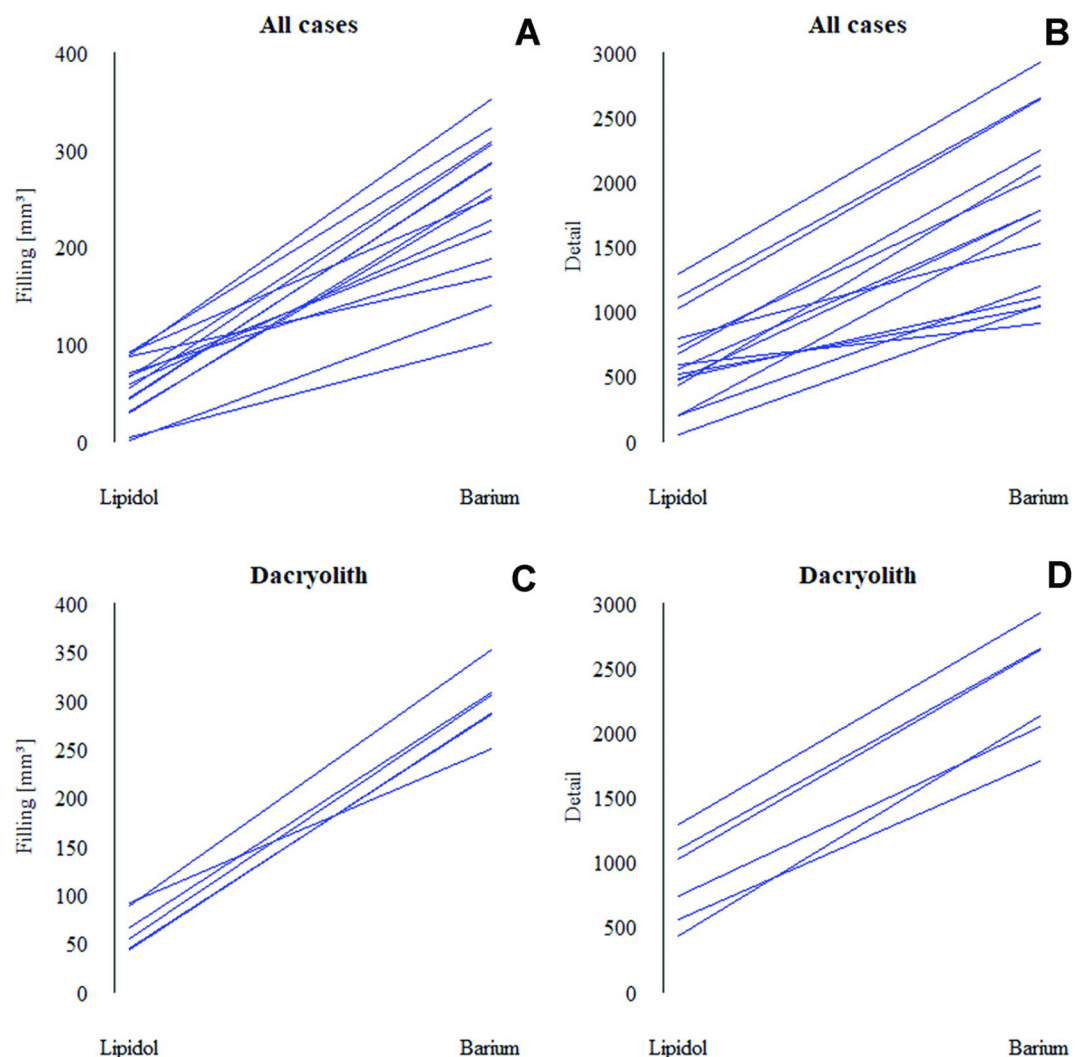 All cases
A
400
300
200
100
0
Filling [mm³]
Lipidol
Barium
All cases
B
3000
2500
2000
1500
1000
500
0
Detail
Lipidol
Barium
Dacryolith
C
400
350
300
250
200
150
100
50
0
Filling [mm³]
Lipidol
Barium
Dacryolith
D
3000
2500
2000
1500
1000
500
0
Detail
Lipidol
Barium